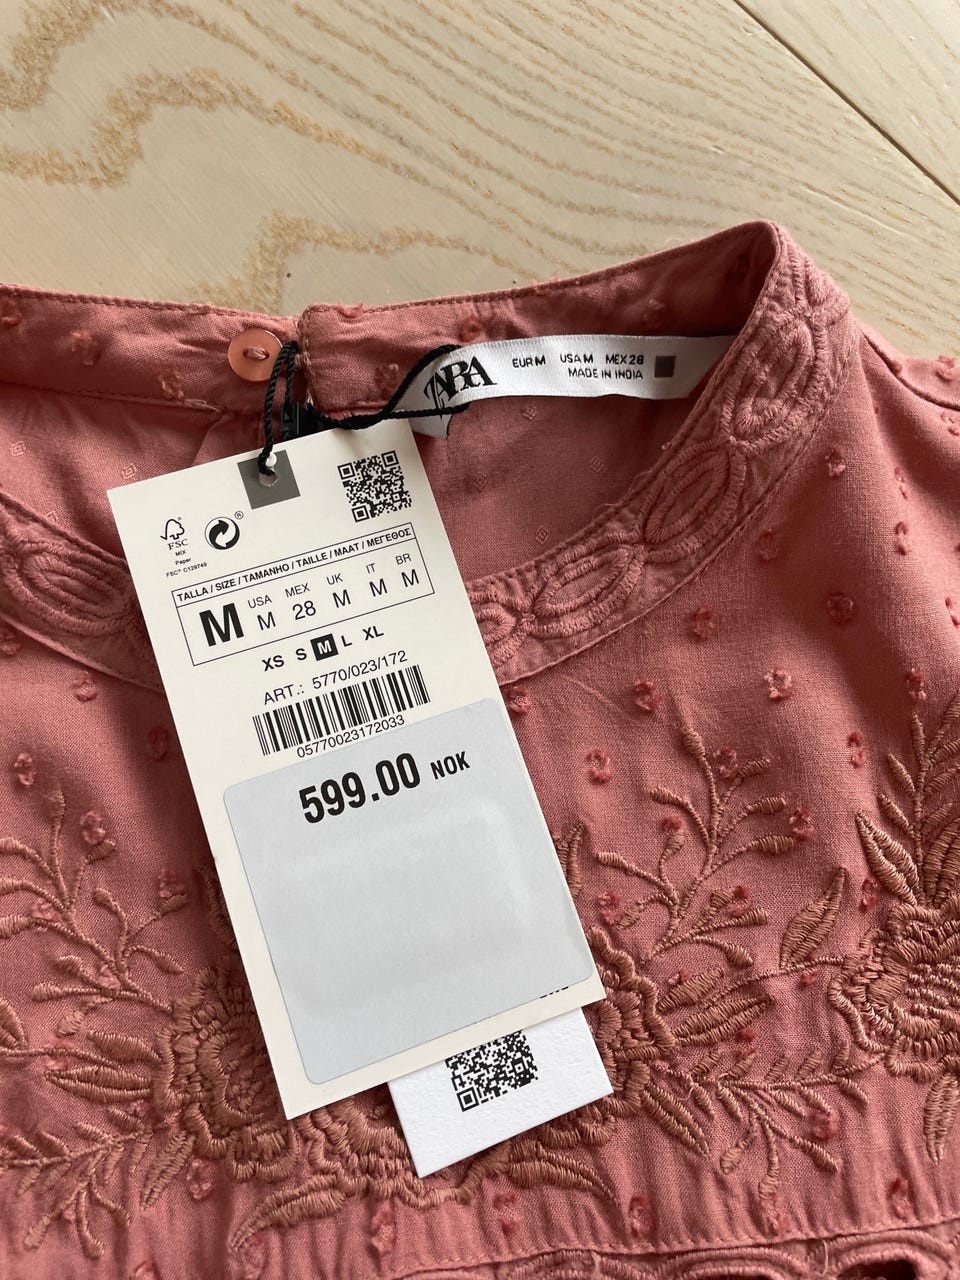 ZARA
EUR M USA M MEX 28
MADE IN INDIA
®
FSC
MIX
Paper
FSC® C129749
TALLA / SIZE / TAMANHO / TAILLE / MAAT / ΜΕΓΕΘΟΣ
M USA M MEX 28 UK M IT M BR M
XS S M L XL
ART.: 5770/023/172
05770023172033
599.00 NOK